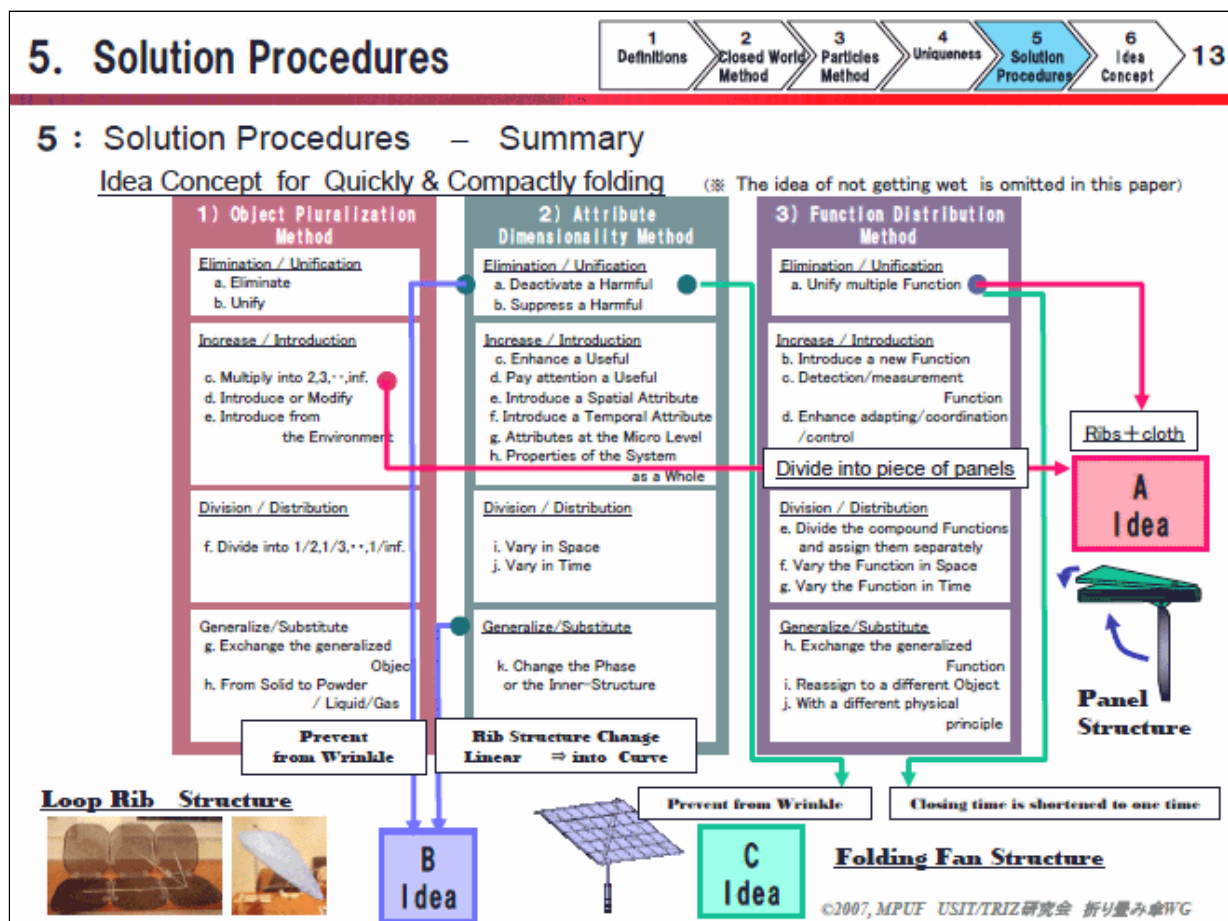 5. Solution Procedures
1 Definitions
2 Closed World Method
3 Particles Method
4 Uniqueness
5 Solution Procedures
6 Idea Concept
13
5 : Solution Procedures – Summary
Idea Concept for Quickly & Compactly folding
(※ The idea of not getting wet is omitted in this paper)
1) Object Pluralization
Method
Elimination / Unification
a. Eliminate
b. Unify
Increase / Introduction
c. Multiply into 2,3,‥,inf.
d. Introduce or Modify
e. Introduce from
the Environment
Division / Distribution
f. Divide into 1/2,1/3,‥,1/inf.
Generalize/Substitute
g. Exchange the generalized
Objec
h. From Solid to Powder
/ Liquid/Gas
2) Attribute
Dimensionality Method
Elimination / Unification
a. Deactivate a Harmful
b. Suppress a Harmful
Increase / Introduction
c. Enhance a Useful
d. Pay attention a Useful
e. Introduce a Spatial Attribute
f. Introduce a Temporal Attribute
g. Attributes at the Micro Level
h. Properties of the System
as a Whole
Division / Distribution
i. Vary in Space
j. Vary in Time
Generalize/Substitute
k. Change the Phase
or the Inner-Structure
3) Function Distribution
Method
Elimination / Unification
a. Unify multiple Function
Increase / Introduction
b. Introduce a new Function
c. Detection/measurement
Function
d. Enhance adapting/coordination
/control
Divide into piece of panels
Division / Distribution
e. Divide the compound Functions
and assign them separately
f. Vary the Function in Space
g. Vary the Function in Time
Generalize/Substitute
h. Exchange the generalized
Function
i. Reassign to a different Object
j. With a different physical
principle
Ribs+cloth
A
Idea
Panel
Structure
Prevent
from Wrinkle
Rib Structure Change
Linear ⇒ into Curve
Loop Rib Structure
B
Idea
Prevent from Wrinkle
Closing time is shortened to one time
C
Idea
Folding Fan Structure
©2007, MPUF USIT/TRIZ研究会 折り畳み傘WG